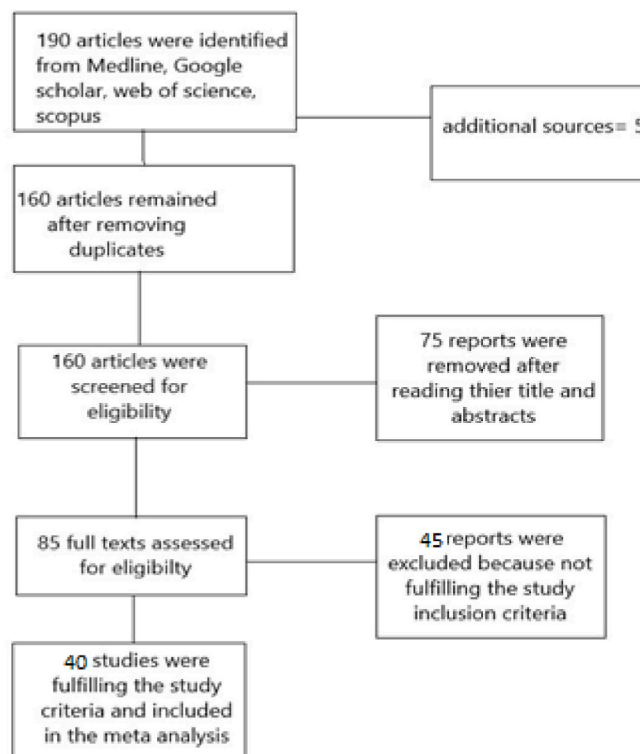 190 articles were identified
from Medline, Google
scholar, web of science,
scopus
additional sources= 5
160 articles remained
after removing
duplicates
160 articles were
screened for
eligibility
75 reports were
removed after
reading thier title and
abstracts
85 full texts assessed
for eligibilty
45 reports were
excluded because not
fulfilling the study
inclusion criteria
40 studies were
fulfilling the study
criteria and included
in the meta analysis